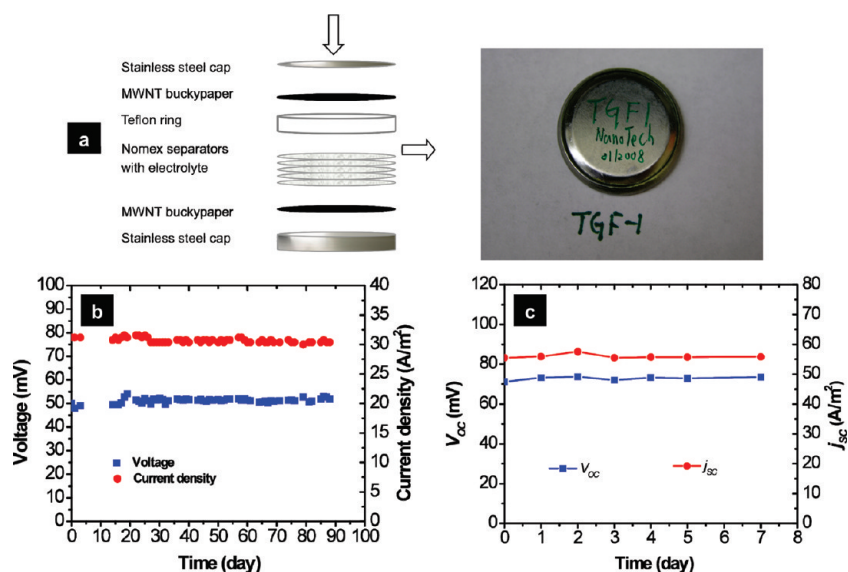 Stainless steel cap
MWNT buckypaper
Teflon ring
a
Nomex separators
with electrolyte
MWNT buckypaper
Stainless steel cap
TGF1
NanoTech
01/2008
TGF-1
b
100
90
80
70
60
50
40
30
20
10
0
Voltage (mV)
40
35
30
25
20
15
10
5
0
Current density (A/m²)
Voltage
Current density
0 10 20 30 40 50 60 70 80 90 100
Time (day)
c
120
100
80
60
40
20
0
Voc (mV)
80
70
60
50
40
30
20
10
0
jsc (A/m²)
Voc jsc
0 1 2 3 4 5 6 7 8
Time (day)